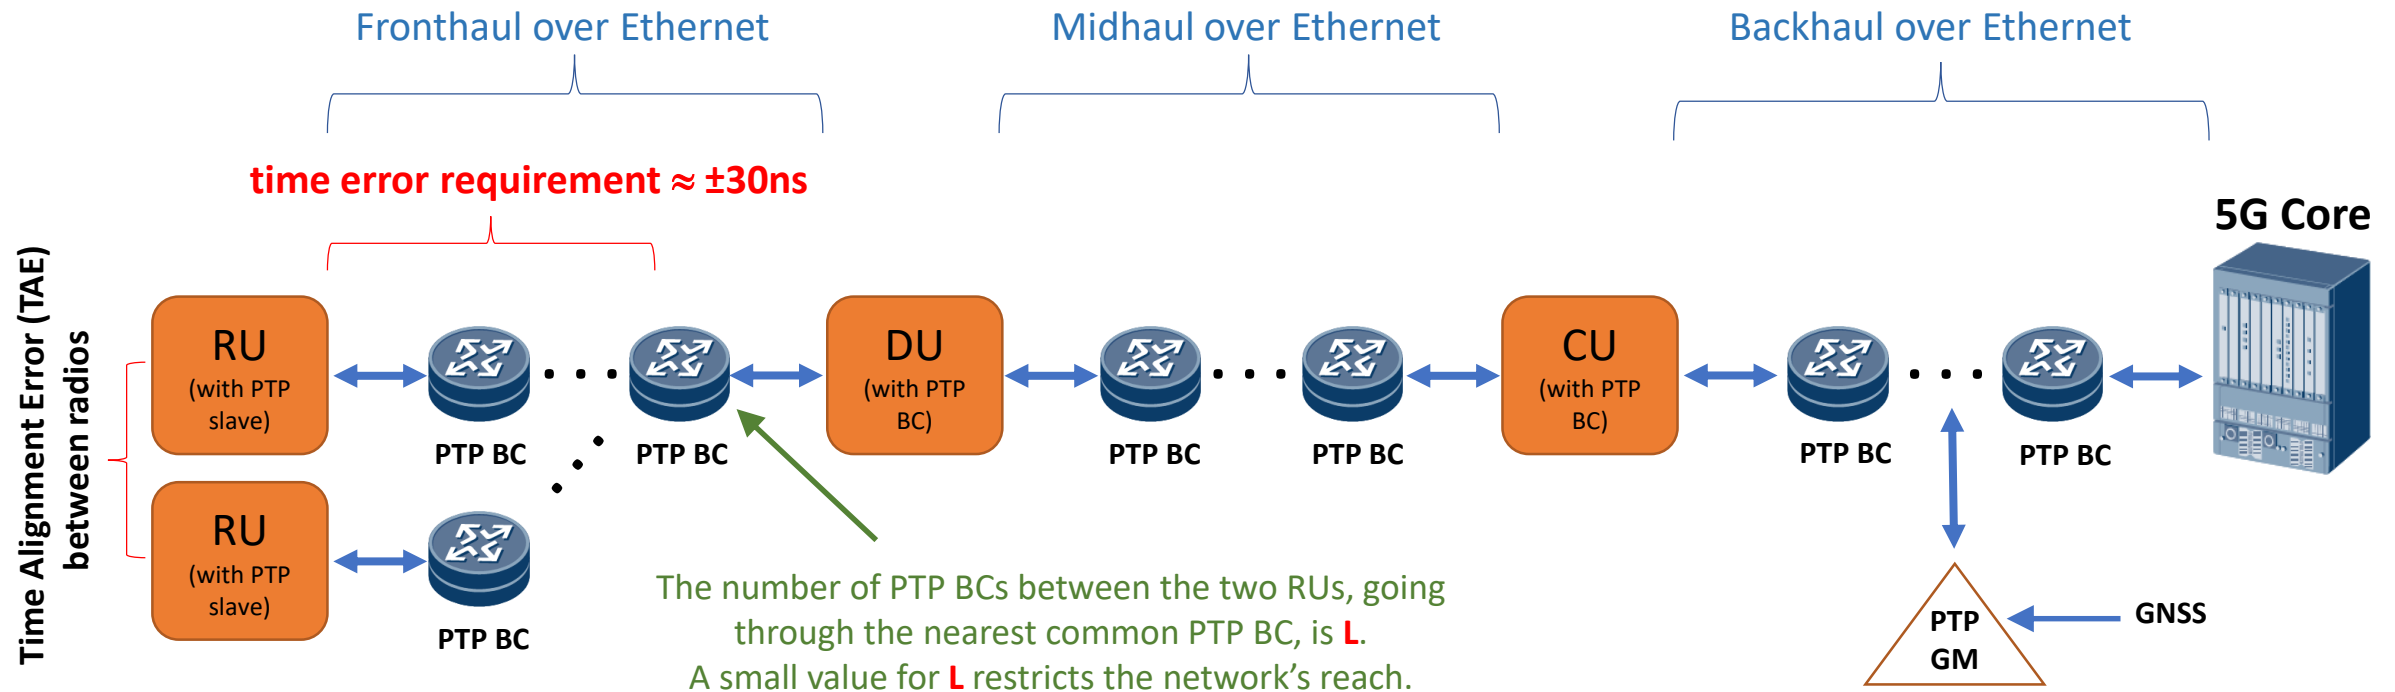 Fronthaul over Ethernet
Midhaul over Ethernet
Backhaul over Ethernet
time error requirement ≈ ±30ns
5G Core
Time Alignment Error (TAE)
between radios
RU
(with PTP
slave)
PTP BC
PTP BC
DU
(with PTP
BC)
PTP BC
PTP BC
CU
(with PTP
BC)
PTP BC
PTP BC
RU
(with PTP
slave)
PTP BC
The number of PTP BCs between the two RUs, going
through the nearest common PTP BC, is L.
A small value for L restricts the network’s reach.
PTP
GM
GNSS